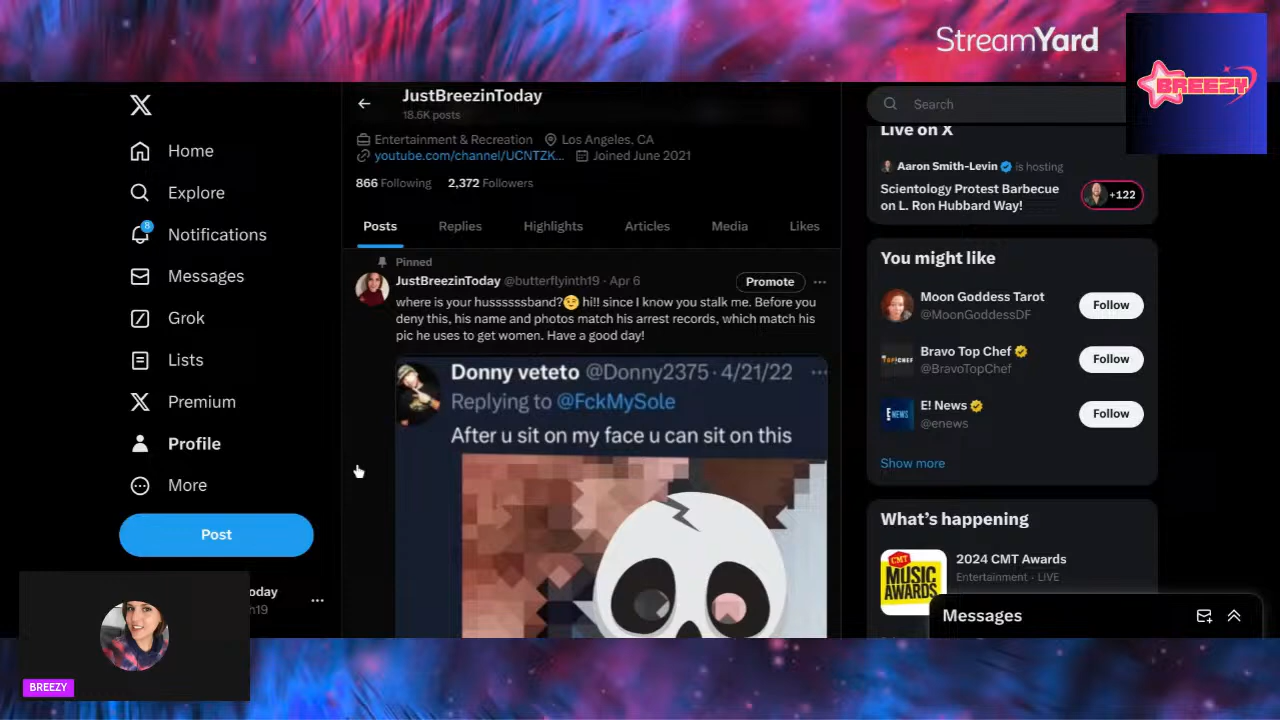 StreamYard
BREEZY
JustBreezinToday
18.6K posts
Entertainment & Recreation Los Angeles, CA
youtube.com/channel/UCNTZK... Joined June 2021
866 Following 2,372 Followers
Posts Replies Highlights Articles Media Likes
Pinned
JustBreezinToday @butterflyinth19 · Apr 6 Promote
where is your husssssssband?😏 hi!! since I know you stalk me. Before you
deny this, his name and photos match his arrest records, which match his
pic he uses to get women. Have a good day!
Donny veteto @Donny2375 · 4/21/22
Replying to @FckMySole
After u sit on my face u can sit on this
Home
Explore
8
Notifications
Messages
Grok
Lists
Premium
Profile
More
Post
oday
h19
BREEZY
Search
Live on X
Aaron Smith-Levin is hosting
Scientology Protest Barbecue
on L. Ron Hubbard Way!
+122
You might like
Moon Goddess Tarot
@MoonGoddessDF
Follow
Bravo Top Chef
@BravoTopChef
Follow
E! News
@enews
Follow
Show more
What's happening
CMT
MUSIC
AWARDS
2024 CMT Awards
Entertainment · LIVE
Messages